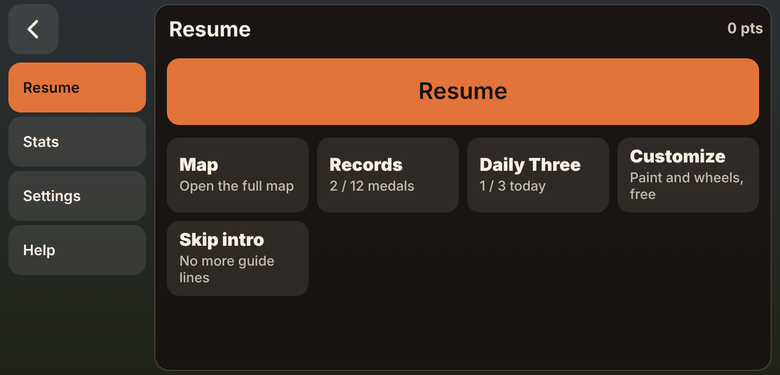 Resume
0 pts
Resume
Stats
Settings
Help
Resume
Map
Open the full map
Records
2 / 12 medals
Daily Three
1 / 3 today
Customize
Paint and wheels,
free
Skip intro
No more guide
lines